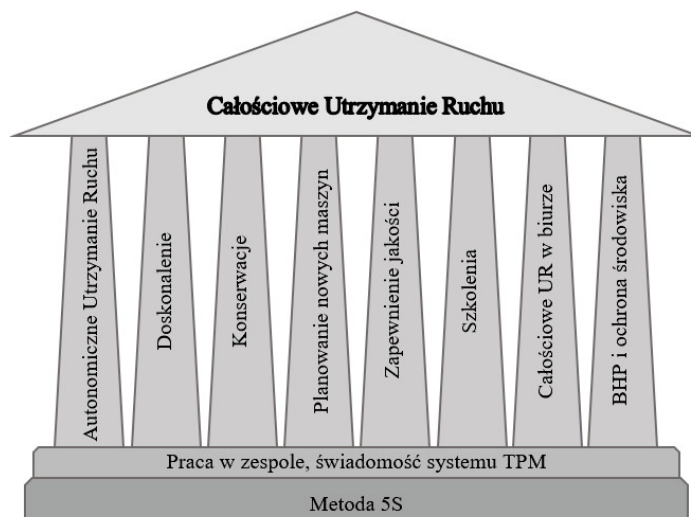 Całościowe Utrzymanie Ruchu
Autonomiczne Utrzymanie Ruchu
Doskonalenie
Konserwacje
Planowanie nowych maszyn
Zapewnienie jakości
Szkolenia
Całościowe UR w biurze
BHP i ochrona środowiska
Praca w zespole, świadomość systemu TPM
Metoda 5S